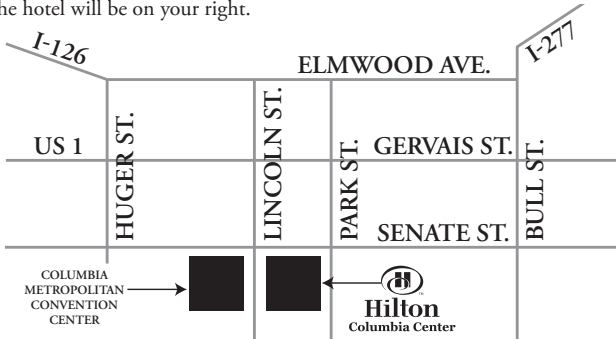 he hotel will be on your right.
I-126
I-277
ELMWOOD AVE.
HUGER ST.
LINCOLN ST.
PARK ST.
BULL ST.
US 1
GERVAIS ST.
SENATE ST.
COLUMBIA
METROPOLITAN
CONVENTION
CENTER
H
Hilton
Columbia Center